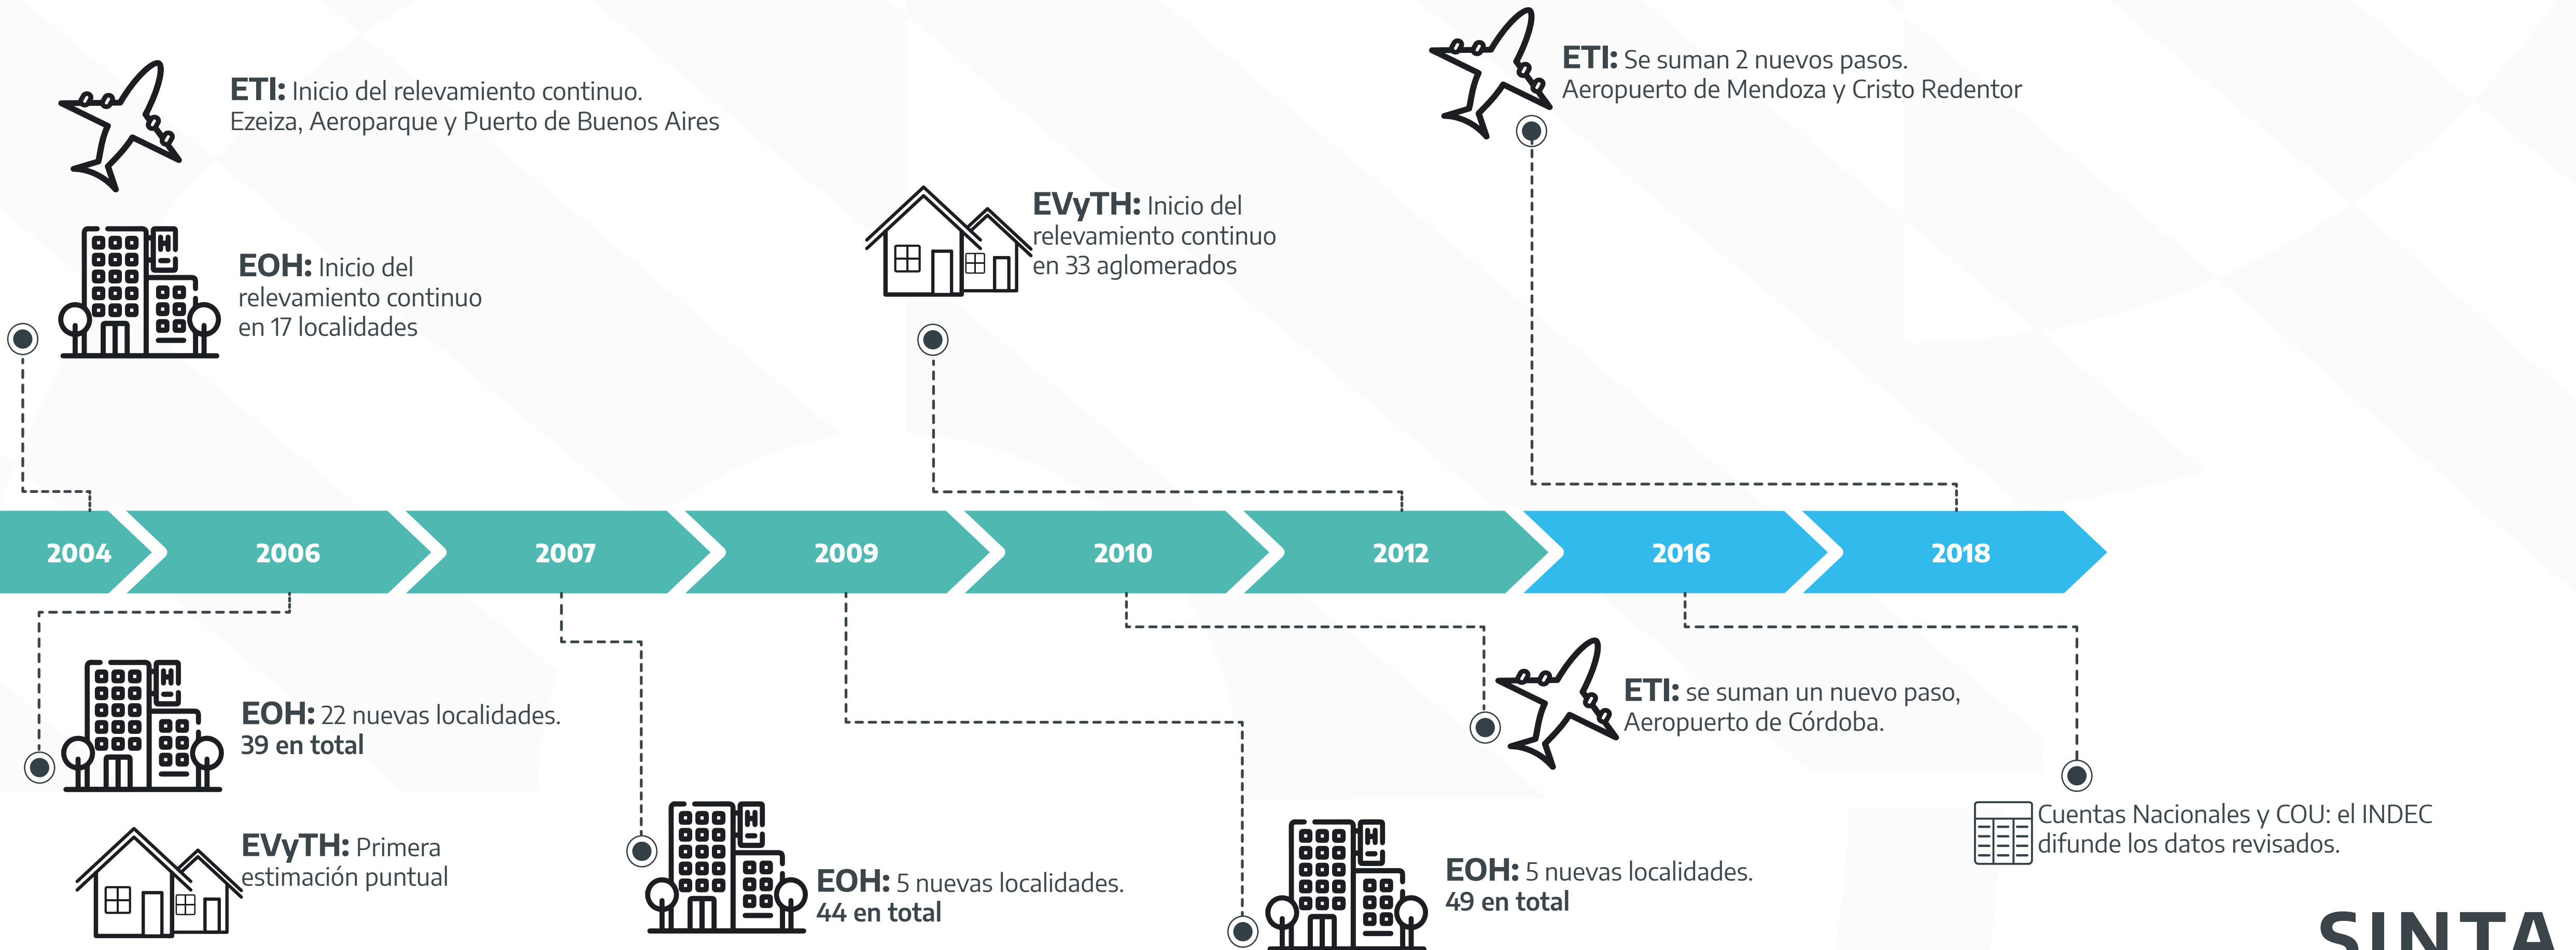 ETI: Inicio del relevamiento continuo.
Ezeiza, Aeroparque y Puerto de Buenos Aires
EOH: Inicio del
relevamiento continuo
en 17 localidades
EVyTH: Inicio del
relevamiento continuo
en 33 aglomerados
ETI: Se suman 2 nuevos pasos.
Aeropuerto de Mendoza y Cristo Redentor
2004
2006
2007
2009
2010
2012
2016
2018
EOH: 22 nuevas localidades.
39 en total
EVyTH: Primera
estimación puntual
EOH: 5 nuevas localidades.
44 en total
EOH: 5 nuevas localidades.
49 en total
ETI: se suman un nuevo paso,
Aeropuerto de Córdoba.
Cuentas Nacionales y COU: el INDEC
difunde los datos revisados.
SINTA